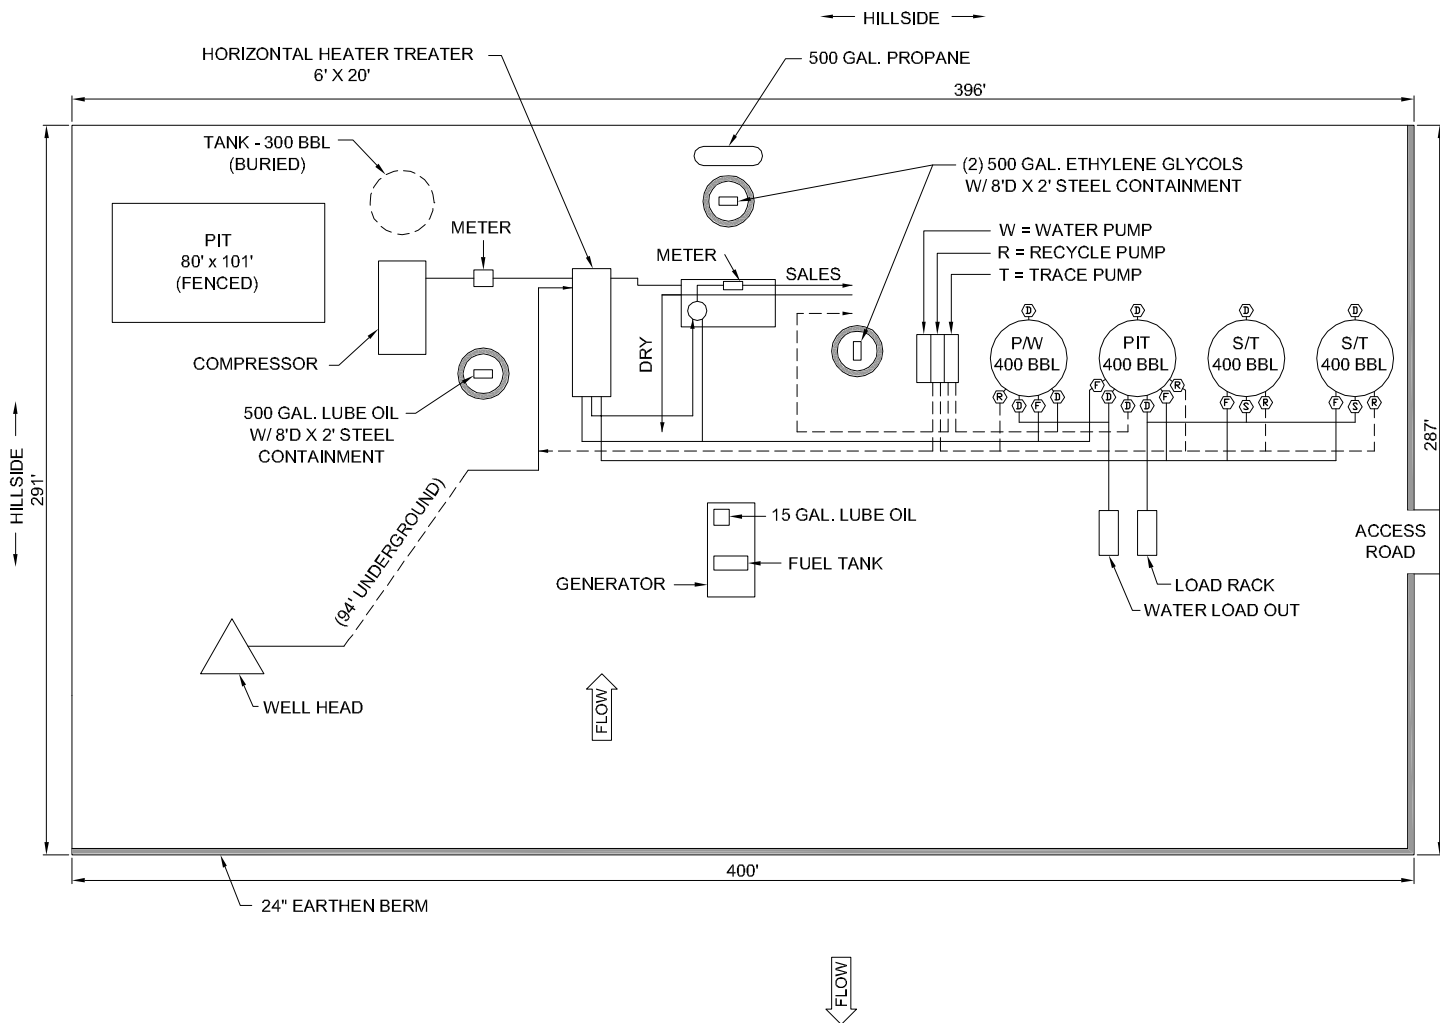 HILLSIDE
HORIZONTAL HEATER TREATER
6' X 20'
500 GAL. PROPANE
396'
TANK - 300 BBL
(BURIED)
(2) 500 GAL. ETHYLENE GLYCOLS
W/ 8'D X 2' STEEL CONTAINMENT
PIT
80' x 101'
(FENCED)
METER
METER
SALES
W = WATER PUMP
R = RECYCLE PUMP
T = TRACE PUMP
COMPRESSOR
DRY
D
D
D
D
P/W
400 BBL
PIT
400 BBL
S/T
400 BBL
S/T
400 BBL
R
D
F
D
F
D
D
D
F
R
F
S
R
F
S
R
500 GAL. LUBE OIL
W/ 8'D X 2' STEEL
CONTAINMENT
HILLSIDE
291'
287'
(94' UNDERGROUND)
15 GAL. LUBE OIL
FUEL TANK
GENERATOR
ACCESS
ROAD
LOAD RACK
WATER LOAD OUT
WELL HEAD
FLOW
400'
24" EARTHEN BERM
FLOW